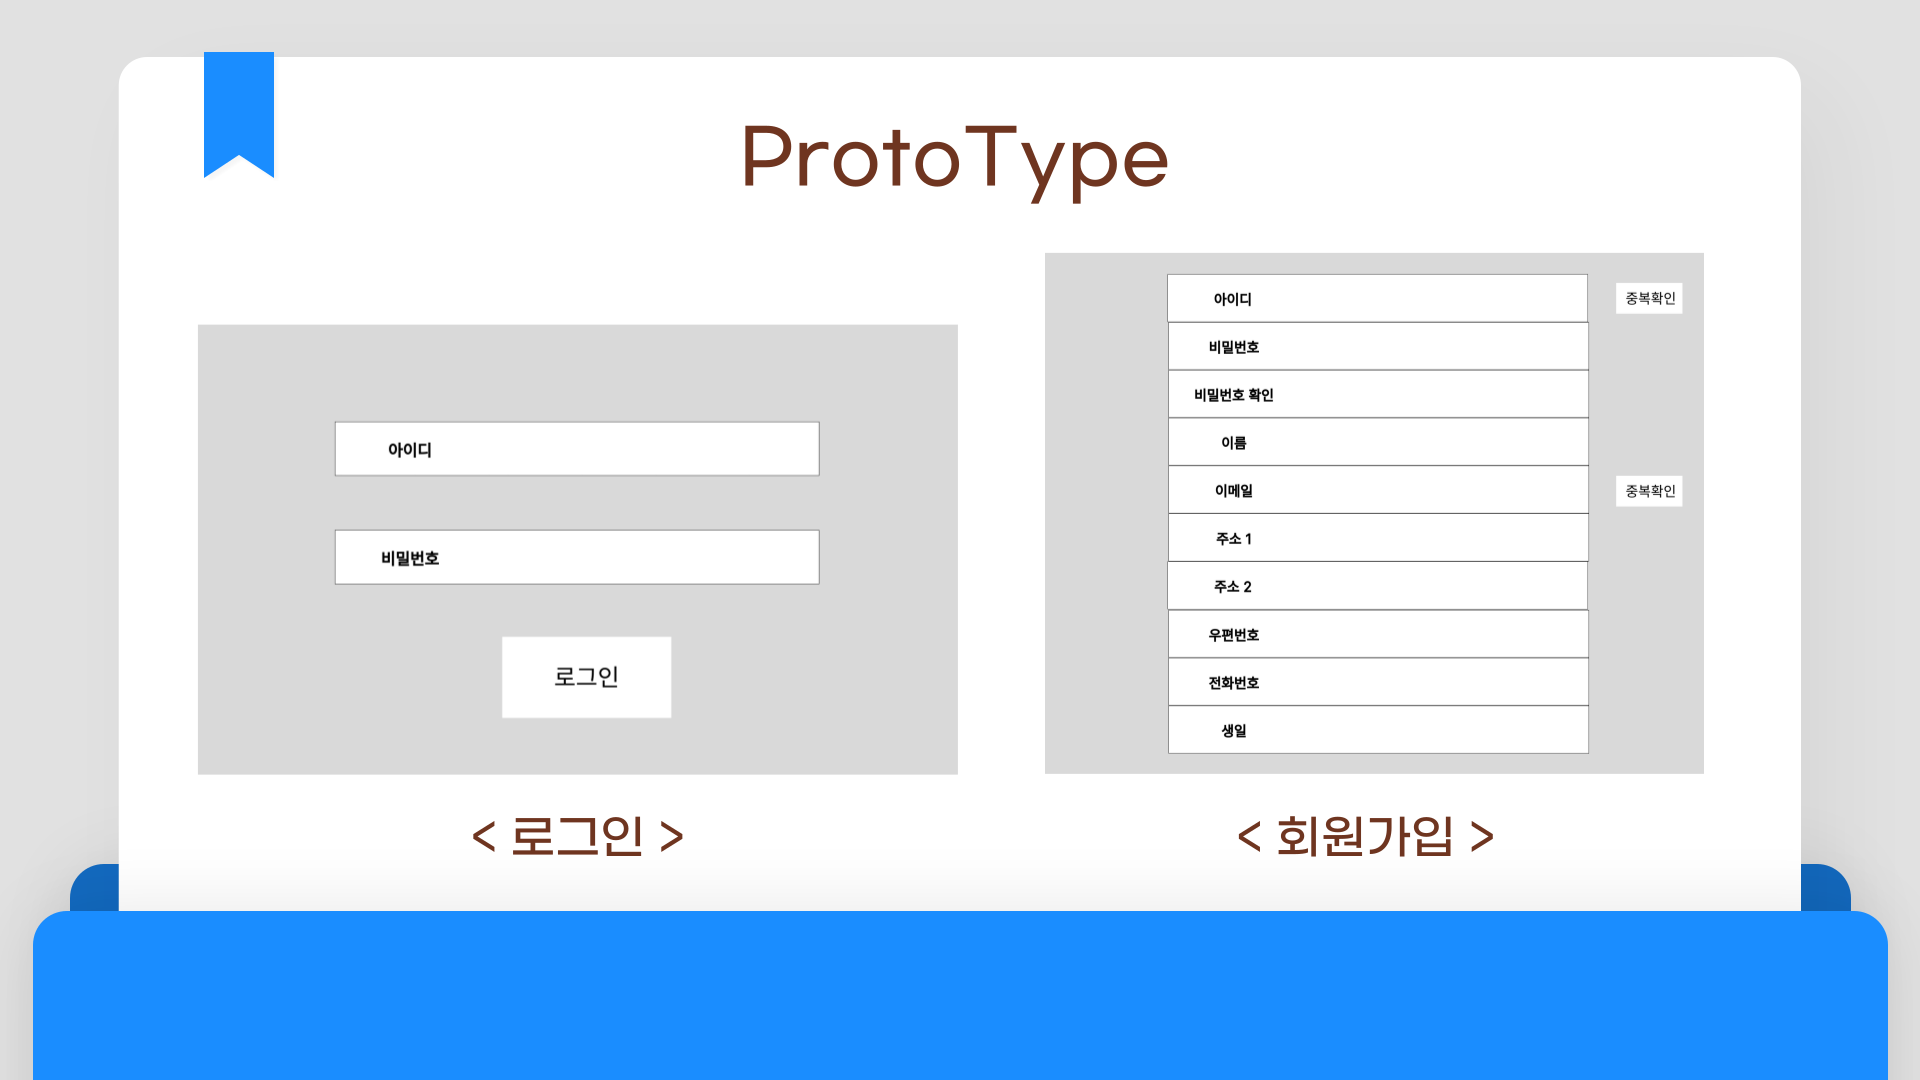 ProtoType
아이디
비밀번호
로그인
< 로그인 >
아이디
중복확인
비밀번호
비밀번호 확인
이름
이메일
중복확인
주소 1
주소 2
우편번호
전화번호
생일
< 회원가입 >